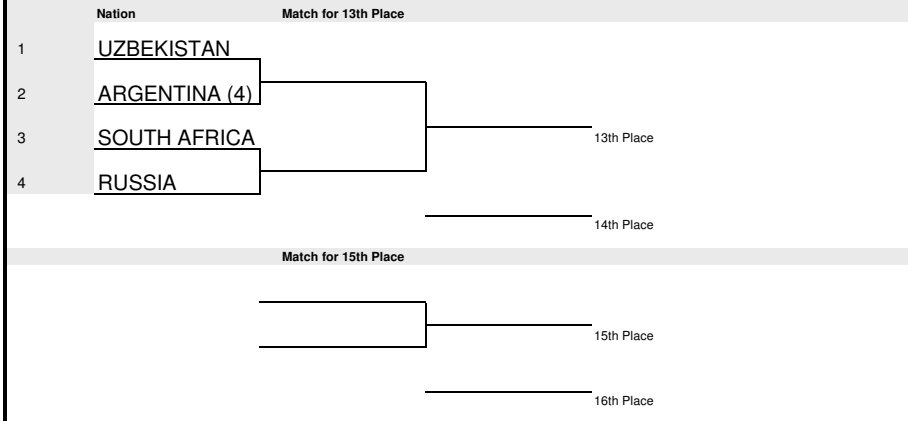 Nation Match for 13th Place
1 UZBEKISTAN
2 ARGENTINA (4)
3 SOUTH AFRICA
13th Place
4 RUSSIA
14th Place
Match for 15th Place
15th Place
16th Place